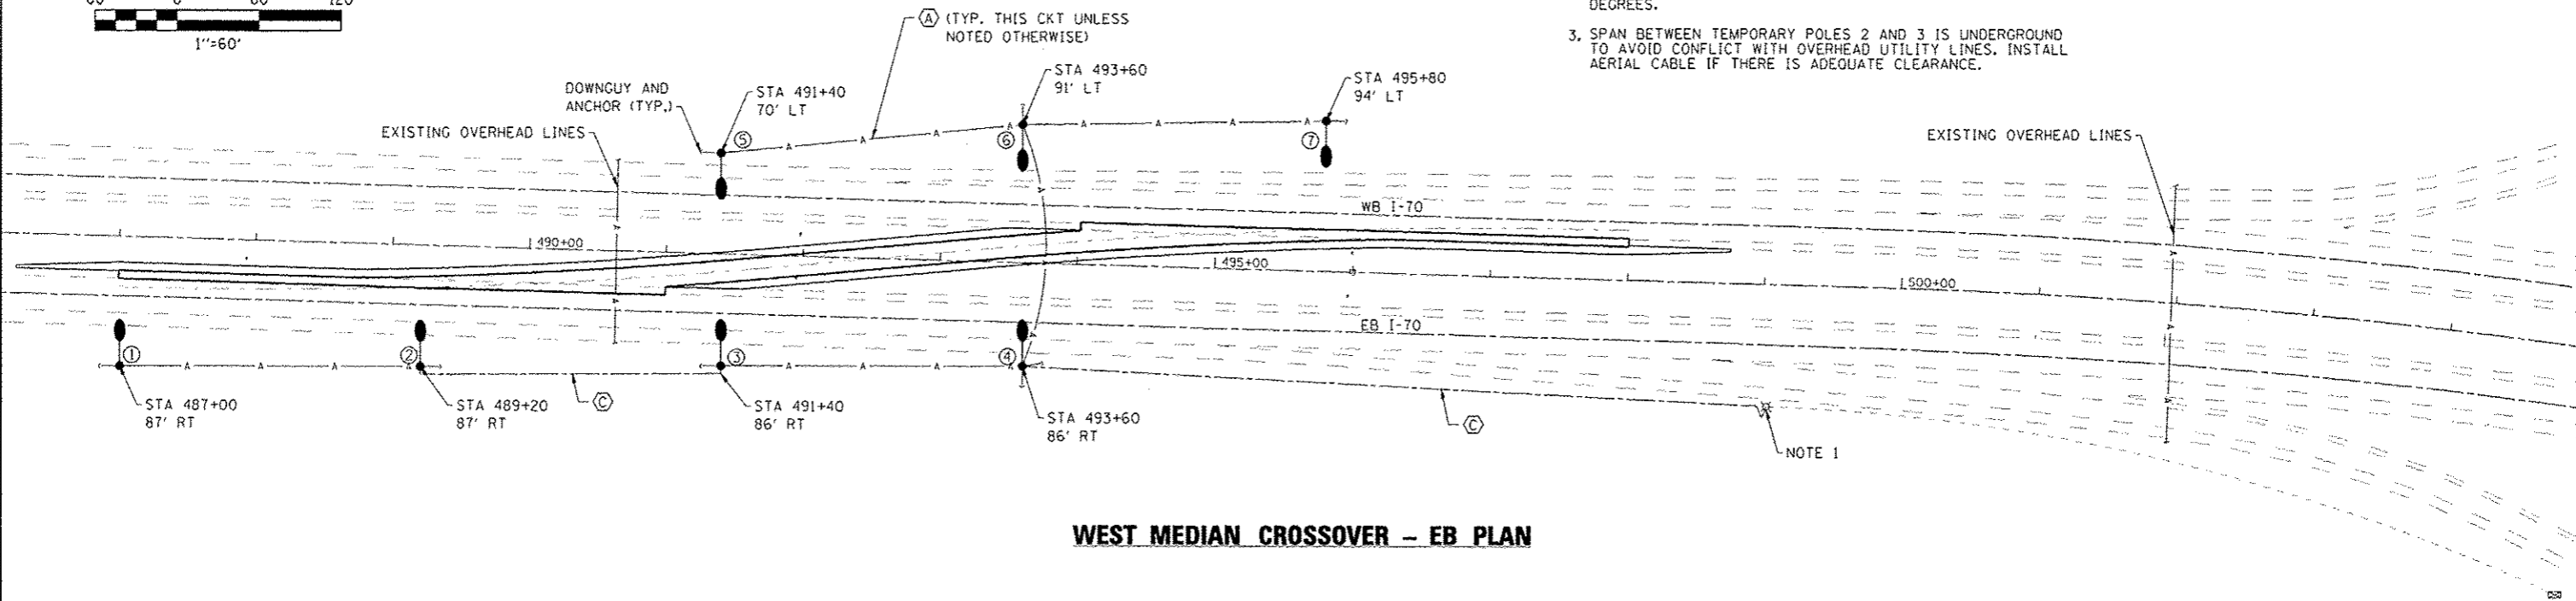 60 0 60 120
1"=60'
A (TYP. THIS CKT UNLESS
NOTED OTHERWISE)
DEGREES.
3. SPAN BETWEEN TEMPORARY POLES 2 AND 3 IS UNDERGROUND
TO AVOID CONFLICT WITH OVERHEAD UTILITY LINES. INSTALL
AERIAL CABLE IF THERE IS ADEQUATE CLEARANCE.
DOWNGUY AND
ANCHOR (TYP.)
STA 491+40
70' LT
STA 493+60
91' LT
STA 495+80
94' LT
EXISTING OVERHEAD LINES
EXISTING OVERHEAD LINES
5
A A A A
6
A A A A
7
WB I-70
490+00
495+00
500+00
EB I-70
1
A A A A
2
3
A A A A
4
C
C
STA 487+00
87' RT
STA 489+20
87' RT
STA 491+40
86' RT
STA 493+60
86' RT
NOTE 1
WEST MEDIAN CROSSOVER - EB PLAN